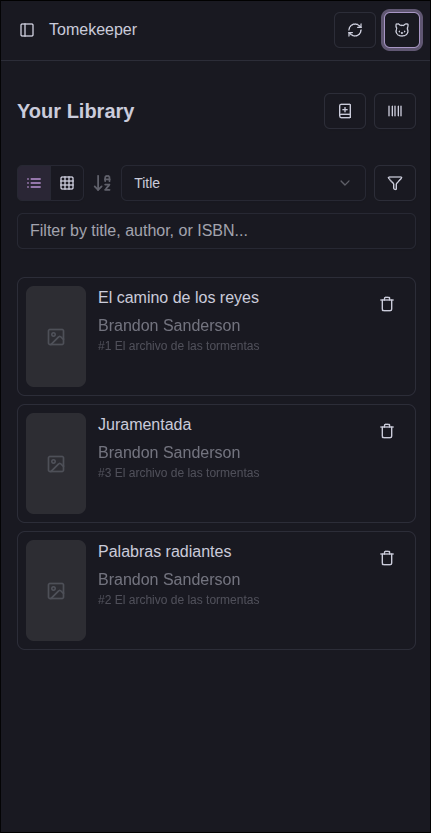 Tomekeeper
Your Library
Title
Filter by title, author, or ISBN...
El camino de los reyes
Brandon Sanderson
#1 El archivo de las tormentas
Juramentada
Brandon Sanderson
#3 El archivo de las tormentas
Palabras radiantes
Brandon Sanderson
#2 El archivo de las tormentas